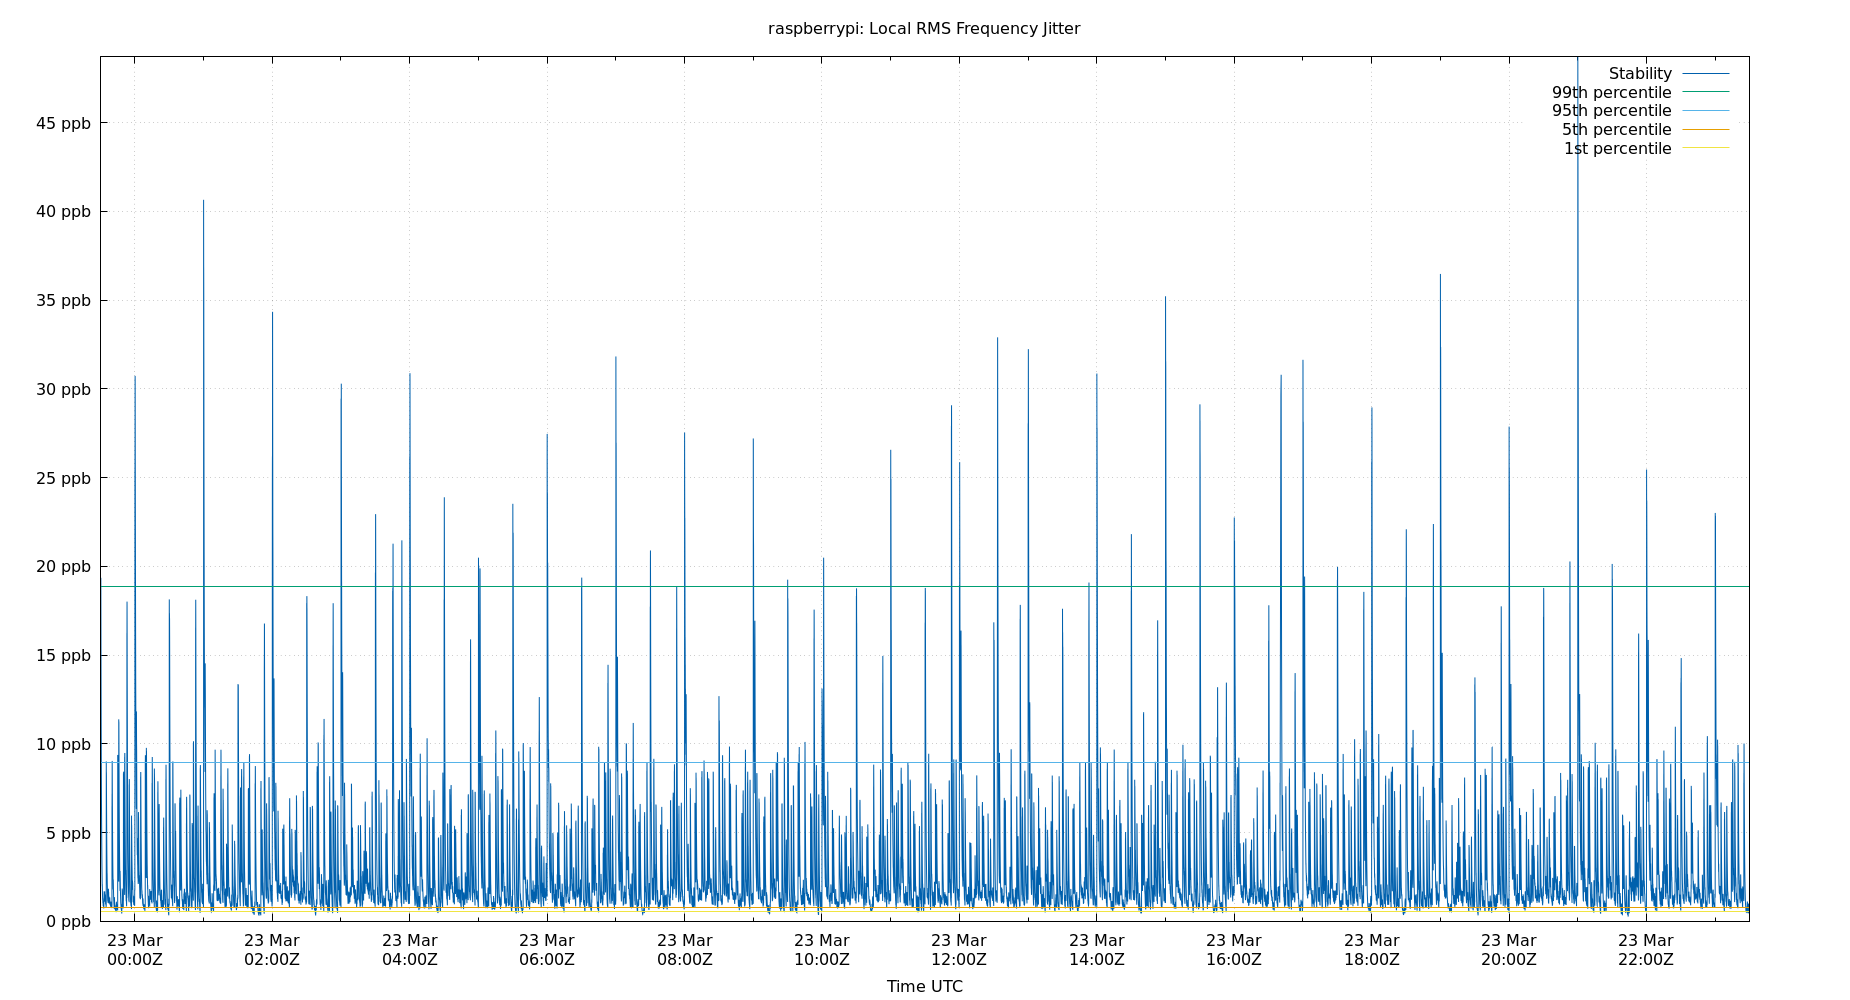 raspberrypi: Local RMS Frequency Jitter
Stability
99th percentile
95th percentile
5th percentile
1st percentile
45 ppb
40 ppb
35 ppb
30 ppb
25 ppb
20 ppb
15 ppb
10 ppb
5 ppb
0 ppb
23 Mar 23 Mar 23 Mar 23 Mar 23 Mar 23 Mar 23 Mar 23 Mar 23 Mar 23 Mar 23 Mar 23 Mar
00:00Z 02:00Z 04:00Z 06:00Z 08:00Z 10:00Z 12:00Z 14:00Z 16:00Z 18:00Z 20:00Z 22:00Z
Time UTC